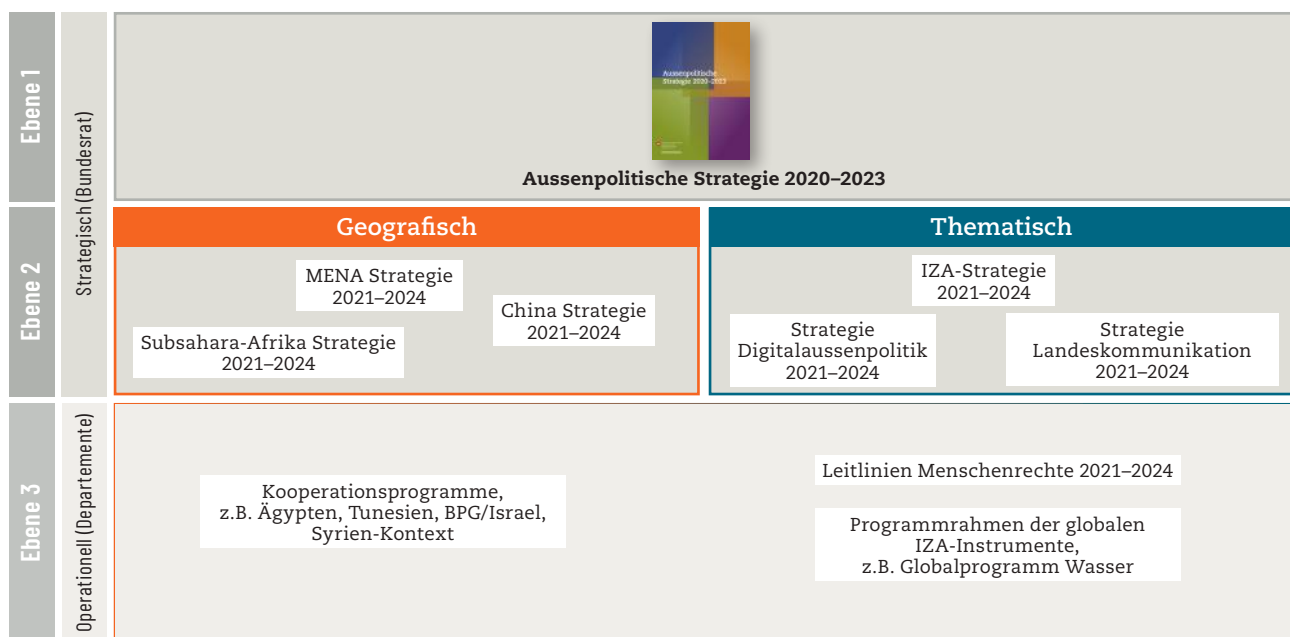 Ebene 1
Strategisch (Bundesrat)
Aussenpolitische
Strategie 2020–2023
Aussenpolitische Strategie 2020–2023
Ebene 2
Geografisch
MENA Strategie
2021–2024
China Strategie
2021–2024
Subsahara-Afrika Strategie
2021–2024
Thematisch
IZA-Strategie
2021–2024
Strategie
Digitalaussenpolitik
2021–2024
Strategie
Landeskommunikation
2021–2024
Ebene 3
Operationell (Departemente)
Kooperationsprogramme,
z.B. Ägypten, Tunesien, BPG/Israel,
Syrien-Kontext
Leitlinien Menschenrechte 2021–2024
Programmrahmen der globalen
IZA-Instrumente,
z.B. Globalprogramm Wasser